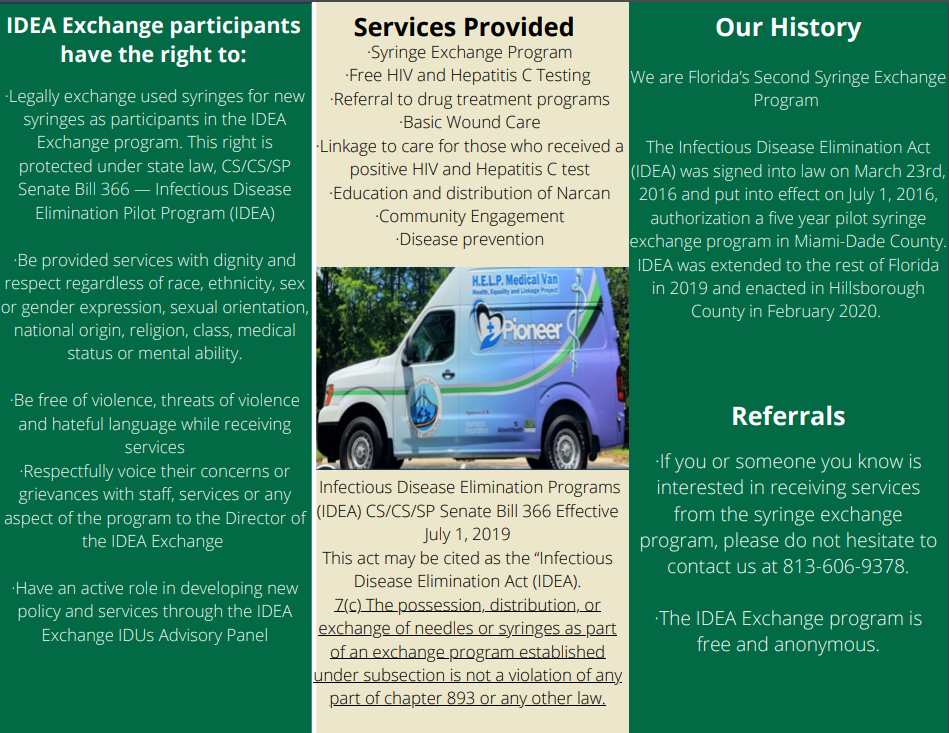 IDEA Exchange participants
have the right to:
·Legally exchange used syringes for new
syringes as participants in the IDEA
Exchange program. This right is
protected under state law, CS/CS/SP
Senate Bill 366 — Infectious Disease
Elimination Pilot Program (IDEA)
·Be provided services with dignity and
respect regardless of race, ethnicity, sex
or gender expression, sexual orientation,
national origin, religion, class, medical
status or mental ability.
·Be free of violence, threats of violence
and hateful language while receiving
services
·Respectfully voice their concerns or
grievances with staff, services or any
aspect of the program to the Director of
the IDEA Exchange
·Have an active role in developing new
policy and services through the IDEA
Exchange IDUs Advisory Panel
Services Provided
·Syringe Exchange Program
·Free HIV and Hepatitis C Testing
·Referral to drug treatment programs
·Basic Wound Care
·Linkage to care for those who received a
positive HIV and Hepatitis C test
·Education and distribution of Narcan
·Community Engagement
·Disease prevention
H.E.L.P. Medical Van
Health, Equality and Linkage Project
Pioneer
AdventHealth
Infectious Disease Elimination Programs
(IDEA) CS/CS/SP Senate Bill 366 Effective
July 1, 2019
This act may be cited as the “Infectious
Disease Elimination Act (IDEA).
7(c) The possession, distribution, or
exchange of needles or syringes as part
of an exchange program established
under subsection is not a violation of any
part of chapter 893 or any other law.
Our History
We are Florida’s Second Syringe Exchange
Program
The Infectious Disease Elimination Act
(IDEA) was signed into law on March 23rd,
2016 and put into effect on July 1, 2016,
authorization a five year pilot syringe
exchange program in Miami-Dade County.
IDEA was extended to the rest of Florida
in 2019 and enacted in Hillsborough
County in February 2020.
Referrals
·If you or someone you know is
interested in receiving services
from the syringe exchange
program, please do not hesitate to
contact us at 813-606-9378.
·The IDEA Exchange program is
free and anonymous.